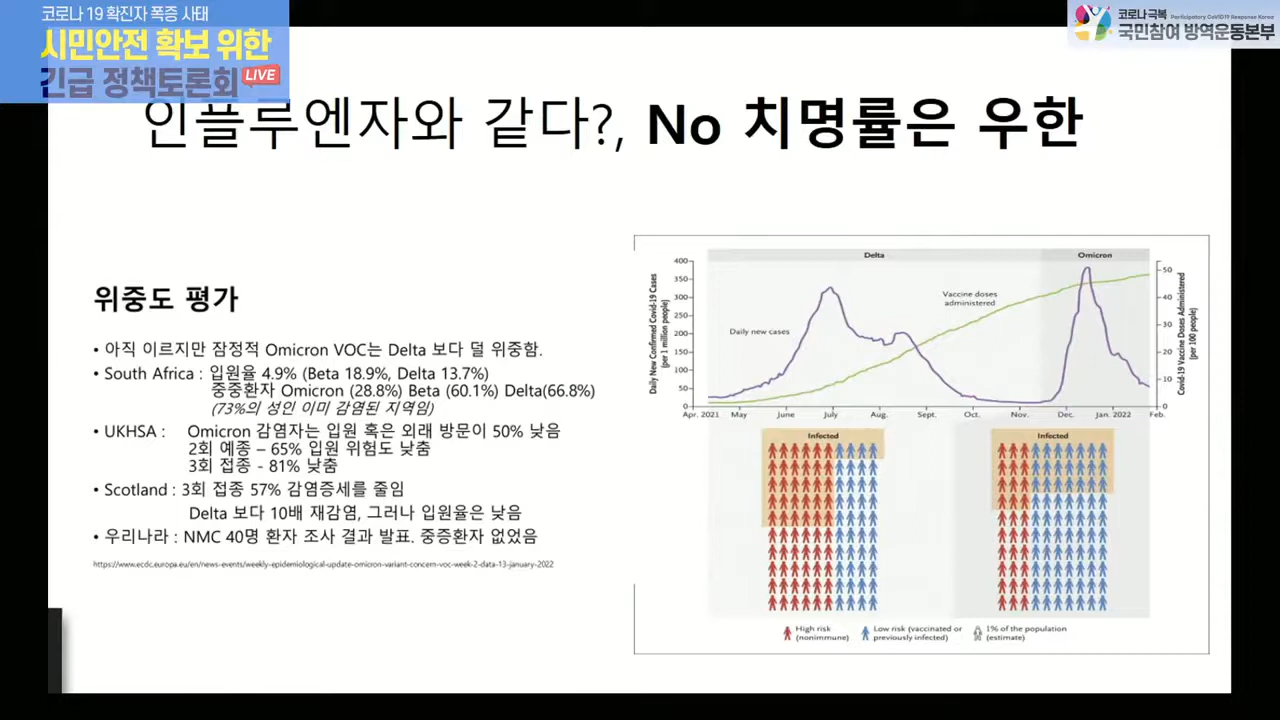 코로나 19 확진자 폭증 사태
시민안전 확보 위한
긴급 정책토론회 LIVE
코로나 극복 Participatory CoVID19 Response Korea
국민참여 방역운동본부
인플루엔자와 같다?, No 치명률은 우한
위중도 평가
• 아직 이르지만 잠정적 Omicron VOC는 Delta 보다 덜 위중함.
• South Africa : 입원율 4.9% (Beta 18.9%, Delta 13.7%)
중중환자 Omicron (28.8%) Beta (60.1%) Delta(66.8%)
(73%의 성인 이미 감염된 지역임)
• UKHSA : Omicron 감염자는 입원 혹은 외래 방문이 50% 낮음
2회 예종 – 65% 입원 위험도 낮춤
3회 접종 - 81% 낮춤
• Scotland : 3회 접종 57% 감염증세를 줄임
Delta 보다 10배 재감염, 그러나 입원율은 낮음
• 우리나라 : NMC 40명 환자 조사 결과 발표. 중증환자 없었음
https://www.ecdc.europa.eu/en/news-events/weekly-epidemiological-update-omicron-variant-concern-voc-week-2-data-13-january-2022
Delta Omicron
Daily New Confirmed Covid-19 Cases
(per 1 million people)
400
350
300
250
200
150
100
50
0
Daily new cases
Vaccine doses
administered
50
40
30
20
10
0
Covid-19 Vaccine Doses Administered
(per 100 people)
Apr. 2021 May June July Aug. Sept. Oct. Nov. Dec. Jan. 2022 Feb.
Infected Infected
High risk
(nonimmune)
Low risk (vaccinated or
previously infected)
1% of the population
(estimate)